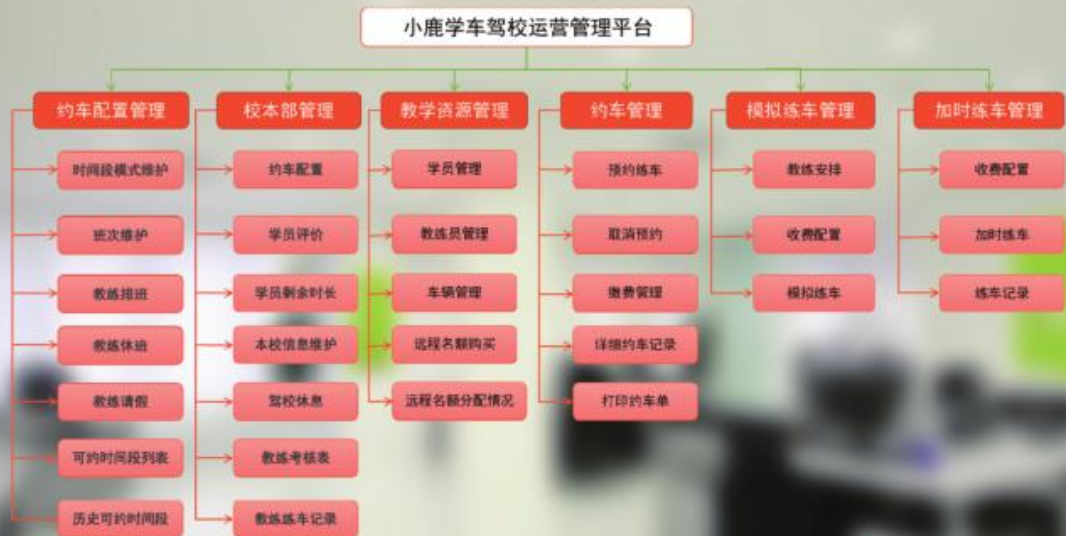 小鹿学车驾校运营管理平台
约车配置管理
校本部管理
教学资源管理
约车管理
模拟练车管理
加时练车管理
时间段模式维护
约车配置
学员管理
预约练车
教练安排
收费配置
班次维护
学员评价
教练员管理
取消预约
收费配置
加时练车
教练排班
学员剩余时长
车辆管理
缴费管理
模拟练车
练车记录
教练休班
本校信息维护
远程名额购买
详细约车记录
教练请假
驾校休息
远程名额分配情况
打印约车单
可约时间段列表
教练考核表
历史可约时间段
教练练车记录